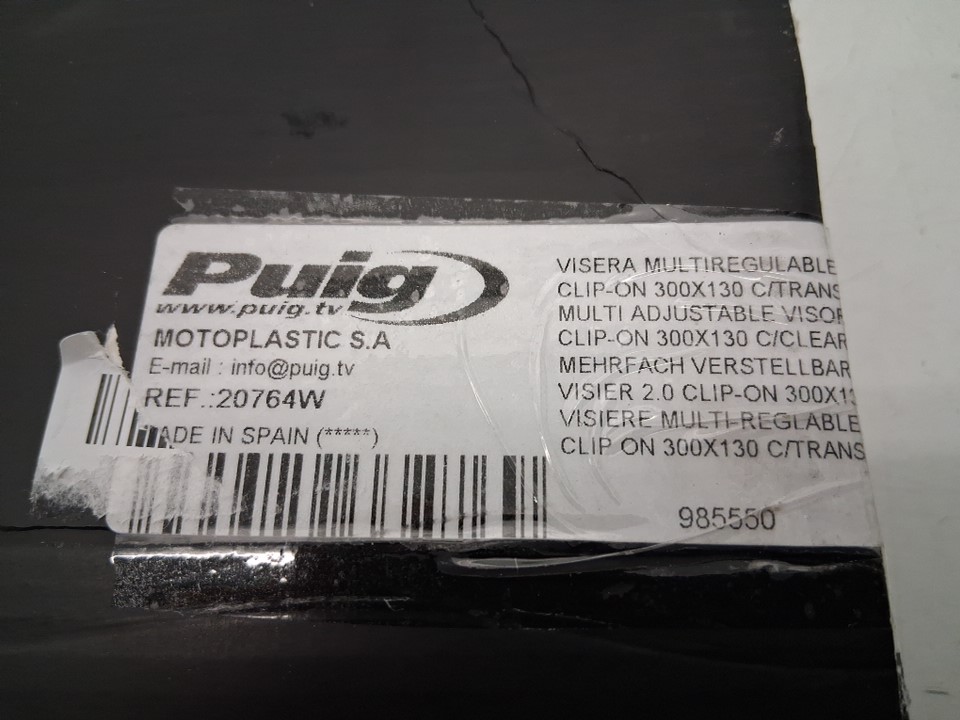 Puig
www.puig.tv
MOTOPLASTIC S.A
E-mail : info@puig.tv
REF.:20764W
MADE IN SPAIN (*****)
VISERA MULTIREGULABLE
CLIP-ON 300X130 C/TRANS
MULTI ADJUSTABLE VISOR
CLIP-ON 300X130 C/CLEAR
MEHRFACH VERSTELLBAR
VISIER 2.0 CLIP-ON 300X13
VISIERE MULTI-REGLABLE
CLIP ON 300X130 C/TRANS
985550